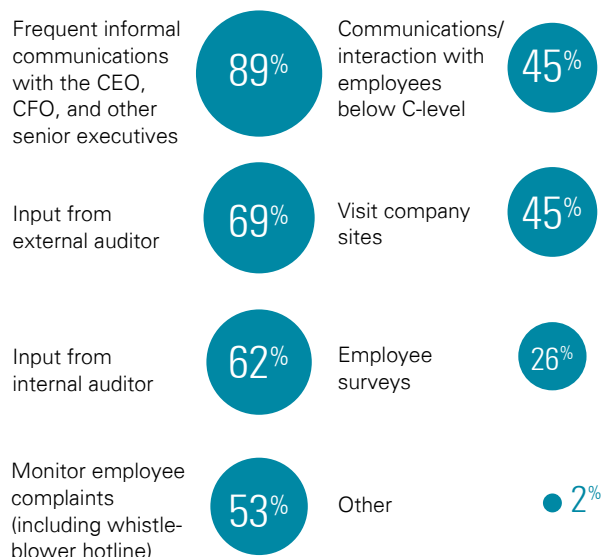 Frequent informal
communications
with the CEO,
CFO, and other
senior executives
89%
Communications/
interaction with
employees
below C-level
45%
Input from
external auditor
69%
Visit company
sites
45%
Input from
internal auditor
62%
Employee
surveys
26%
Monitor employee
complaints
(including whistle-
blower hotline)
53%
Other
2%